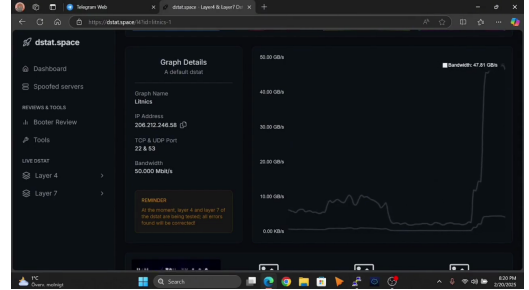 Telegram Web
dstat.space - Layer4 & Layer7 Ds
https://dstat.space/l4?id=litnics-1
dstat.space
Dashboard
Spoofed servers
REVIEWS & TOOLS
Booter Review
Tools
LIVE DSTAT
Layer 4
Layer 7
Graph Details
A default dstat
Graph Name
Litnics
IP Address
206.212.246.58
TCP & UDP Port
22 & 53
Bandwidth
50.000 Mbit/s
REMINDER
At the moment, layer 4 and layer 7 of
the dstat are being tested, all errors
found will be corrected!
50.00 GB/s
Bandwidth: 47.81 GB/s
40.00 GB/s
30.00 GB/s
20.00 GB/s
10.00 GB/s
0.00 KB/s
1°C
Övervägande
Search
8:20 PM
2/20/2025